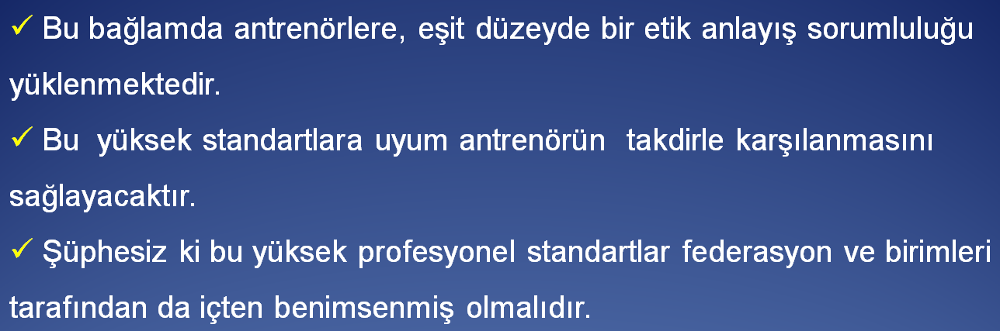 ✓ Bu bağlamda antrenörlere, eşit düzeyde bir etik anlayış sorumluluğu
yüklenmektedir.
✓ Bu yüksek standartlara uyum antrenörün takdirle karşılanmasını
sağlayacaktır.
✓ Şüphesiz ki bu yüksek profesyonel standartlar federasyon ve birimleri
tarafından da içten benimsenmiş olmalıdır.